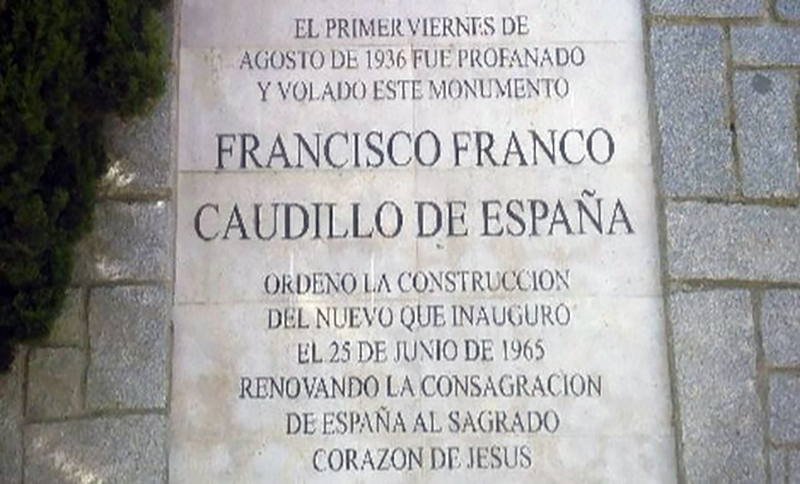 EL PRIMER VIERNES DE
AGOSTO DE 1936 FUE PROFANADO
Y VOLADO ESTE MONUMENTO
FRANCISCO FRANCO
CAUDILLO DE ESPAÑA
ORDENO LA CONSTRUCCION
DEL NUEVO QUE INAUGURO
EL 25 DE JUNIO DE 1965
RENOVANDO LA CONSAGRACION
DE ESPAÑA AL SAGRADO
CORAZON DE JESUS